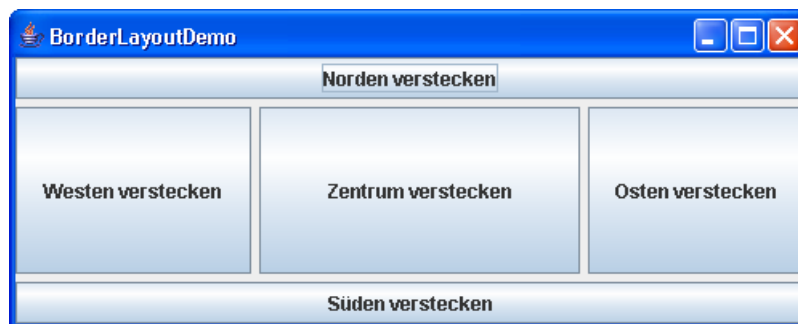 BorderLayoutDemo
Norden verstecken
Westen verstecken Zentrum verstecken Osten verstecken
Süden verstecken